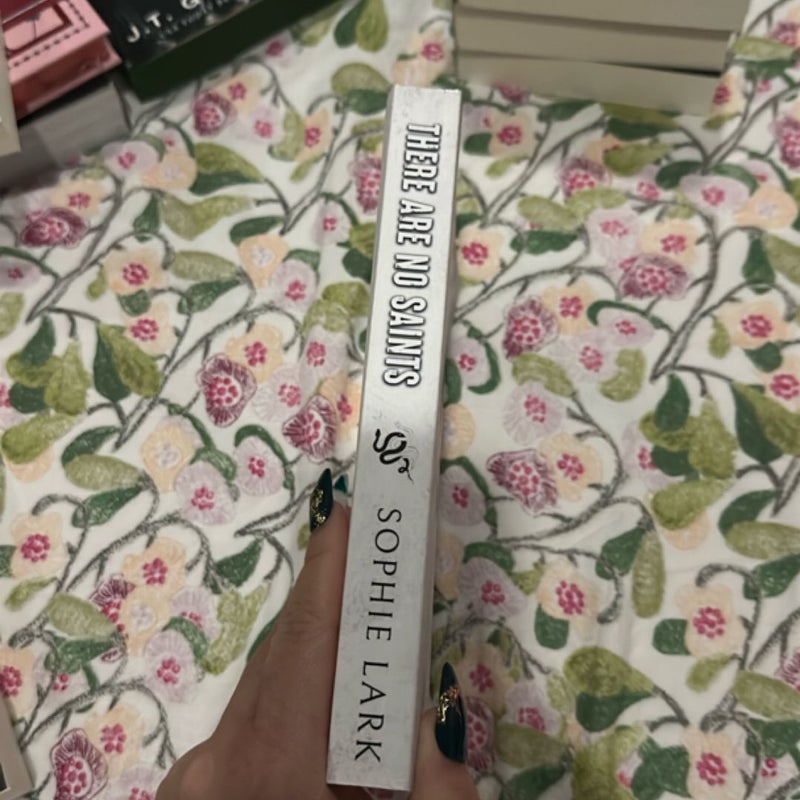 J.T. G
THERE ARE NO SAINTS
SOPHIE LARK